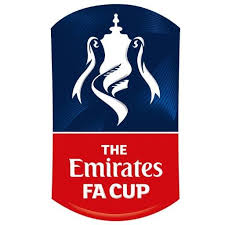 THE
Emirates
FA CUP